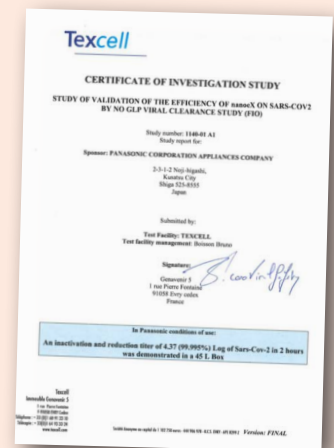 Texcell
CERTIFICATE OF INVESTIGATION STUDY
STUDY OF VALIDATION OF THE EFFICIENCY OF nanoeX ON SARS-COV2
BY NO GLP VIRAL CLEARANCE STUDY (FIO)
Study number: 1140-01 A1
Study report for:
Sponsor: PANASONIC CORPORATION APPLIANCES COMPANY
2-3-1-2 Noji-higashi,
Kusatsu City
Shiga 525-8555
Japan
Submitted by:
Test Facility: TEXCELL
Test facility management: Boisson Bruno
Signature:
Genavenir 5
1 rue Pierre Fontaine
91058 Evry cedex
France
In Panasonic conditions of use:
An inactivation and reduction titer of 4.37 (99.995%) Log of Sars-Cov-2 in 2 hours
was demonstrated in a 45 L Box
Texcell
Immeuble Genavenir 5
1 rue Pierre Fontaine
Version: FINAL